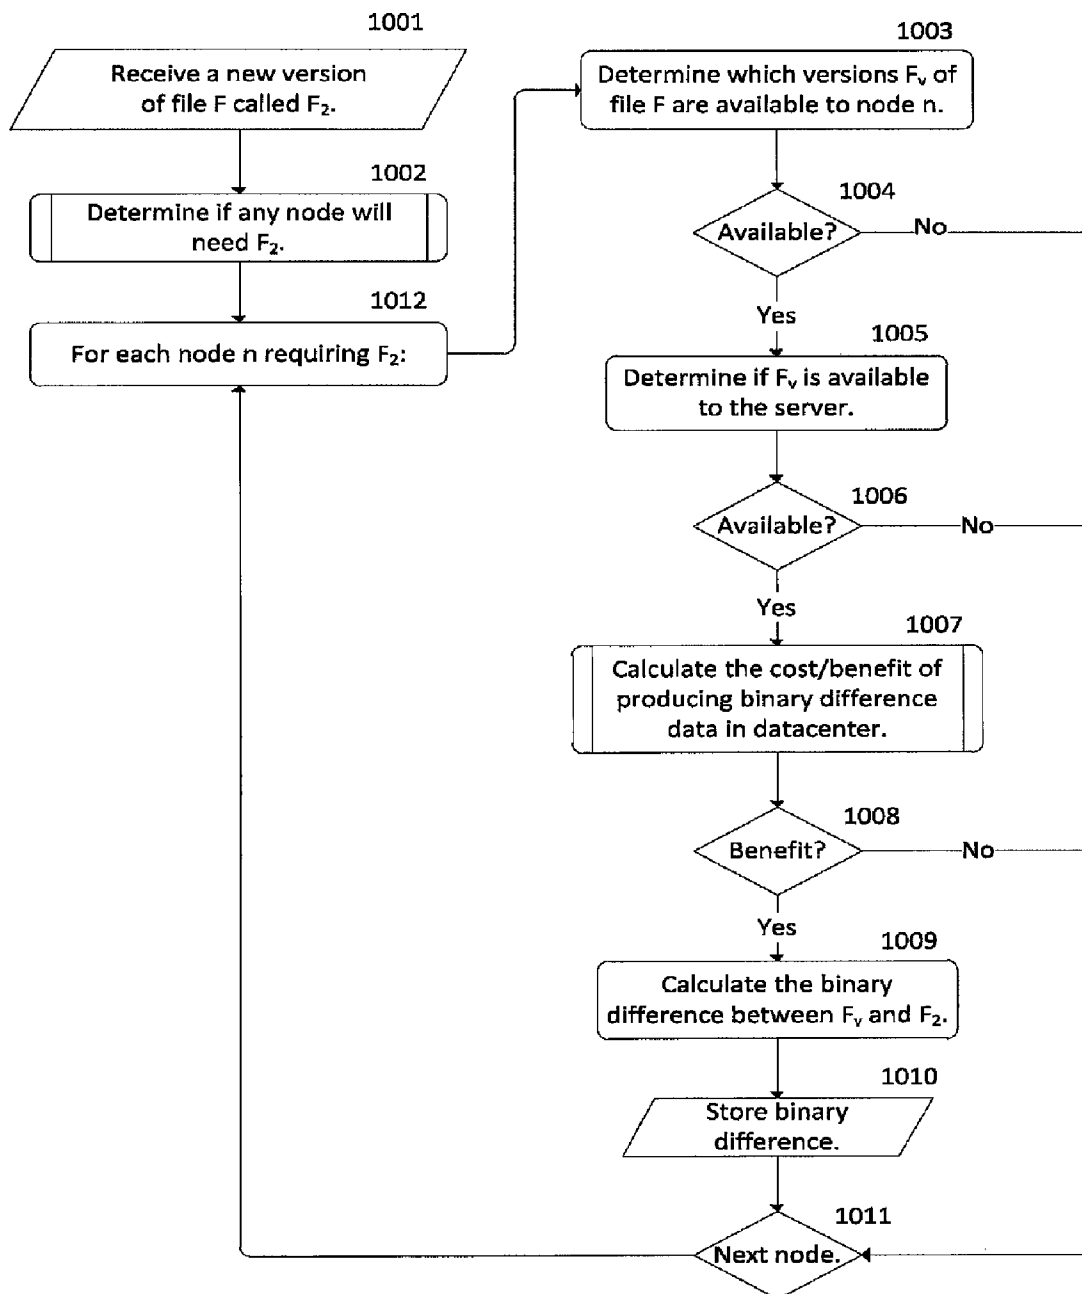 1001
Receive a new version
of file F called F₂.
1002
Determine if any node will
need F₂.
1012
For each node n requiring F₂:
1003
Determine which versions Fᵥ of
file F are available to node n.
1004
Available?
No
Yes
1005
Determine if Fᵥ is available
to the server.
1006
Available?
No
Yes
1007
Calculate the cost/benefit of
producing binary difference
data in datacenter.
1008
Benefit?
No
Yes
1009
Calculate the binary
difference between Fᵥ and F₂.
1010
Store binary
difference.
1011
Next node.